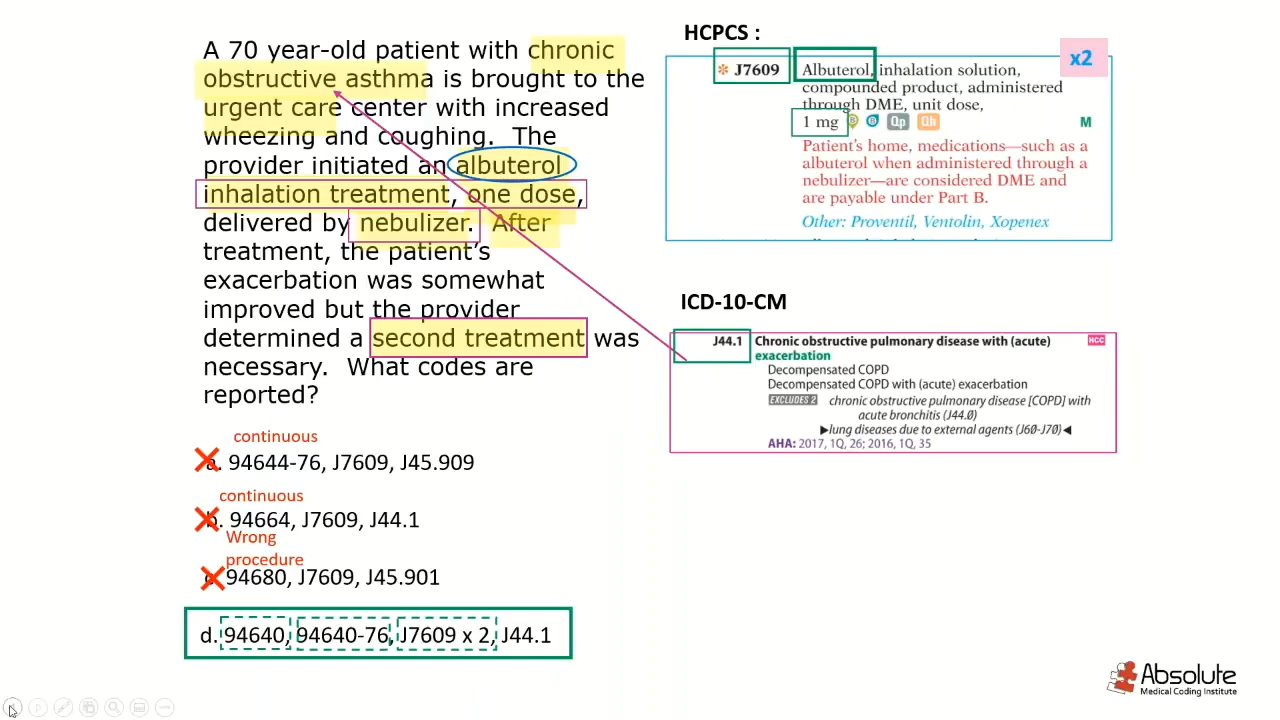 A 70 year-old patient with chronic
obstructive asthma is brought to the
urgent care center with increased
wheezing and coughing. The
provider initiated an albuterol
inhalation treatment, one dose,
delivered by nebulizer. After
treatment, the patient's
exacerbation was somewhat
improved but the provider
determined a second treatment was
necessary. What codes are
reported?
continuous
a. 94644-76, J7609, J45.909
continuous
b. 94664, J7609, J44.1
Wrong
procedure
c. 94680, J7609, J45.901
d. 94640, 94640-76, J7609 x 2, J44.1
HCPCS :
x2
✻ J7609 Albuterol, inhalation solution,
compounded product, administered
through DME, unit dose,
1 mg B Qp Qh M
Patient's home, medications—such as a
albuterol when administered through a
nebulizer—are considered DME and
are payable under Part B.
Other: Proventil, Ventolin, Xopenex
ICD-10-CM
J44.1 Chronic obstructive pulmonary disease with (acute) HCC
exacerbation
Decompensated COPD
Decompensated COPD with (acute) exacerbation
EXCLUDES 2 chronic obstructive pulmonary disease [COPD] with
acute bronchitis (J44.0)
▶lung diseases due to external agents (J60-J70)◀
AHA: 2017, 1Q, 26; 2016, 1Q, 35
Absolute
Medical Coding Institute